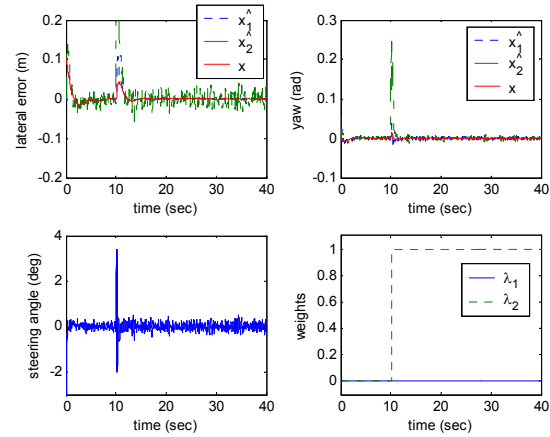 0.2
0.1
0
-0.1
-0.2
lateral error (m)
0 10 20 30 40
time (sec)
x̂₁
x̂₂
x
0.3
0.2
0.1
0
-0.1
yaw (rad)
0 10 20 30 40
time (sec)
x̂₁
x̂₂
x
4
2
0
-2
steering angle (deg)
0 10 20 30 40
time (sec)
1
0.8
0.6
0.4
0.2
0
weights
0 10 20 30 40
time (sec)
λ₁
λ₂